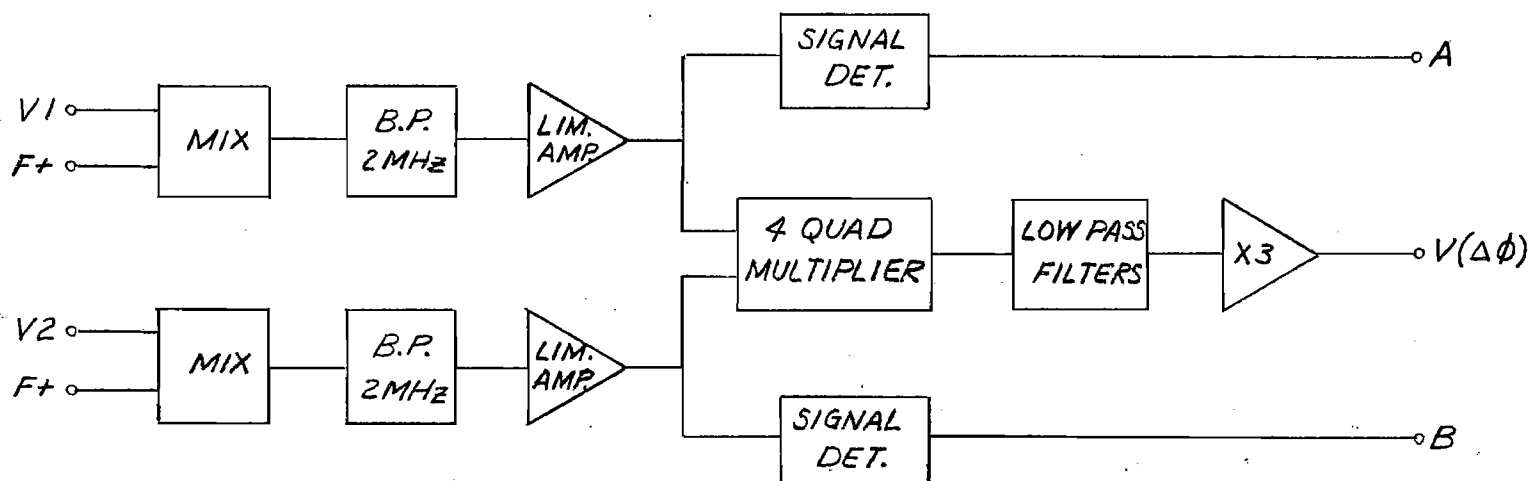 SIGNAL
DET.
A
V1
F+
MIX
B.P.
2MHz
LIM.
AMP.
4 QUAD
MULTIPLIER
LOW PASS
FILTERS
X3
V(Δϕ)
V2
F+
MIX
B.P.
2MHz
LIM.
AMP.
SIGNAL
DET.
B